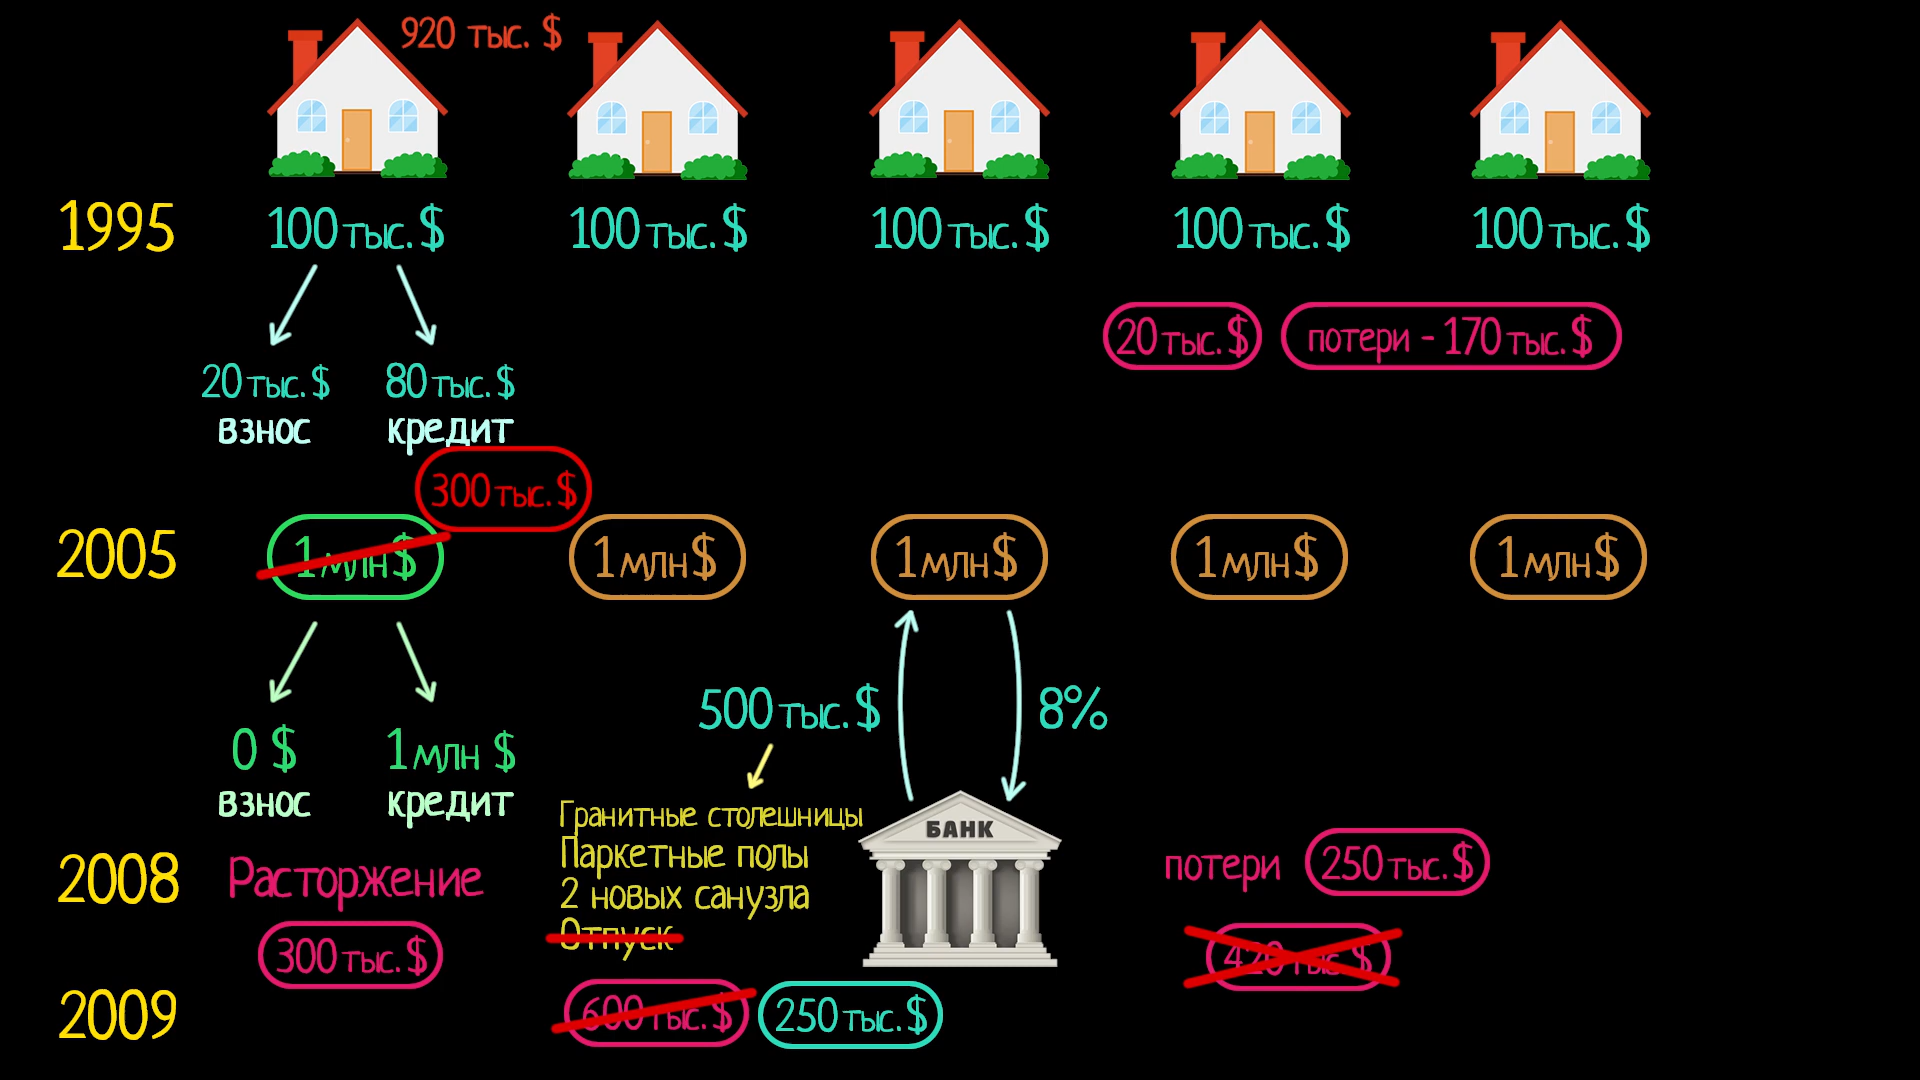 920 тыс. $
1995
100 тыс. $
100 тыс. $
100 тыс. $
100 тыс. $
100 тыс. $
20 тыс. $
потери - 170 тыс. $
20 тыс. $
взнос
80 тыс. $
кредит
300 тыс. $
2005
1 млн $
1 млн $
1 млн $
1 млн $
1 млн $
500 тыс. $
8%
0 $
взнос
1 млн $
кредит
Гранитные столешницы
Паркетные полы
2 новых санузла
Отпуск
БАНК
2008
Расторжение
300 тыс. $
потери
250 тыс. $
420 тыс. $
2009
600 тыс. $
250 тыс. $